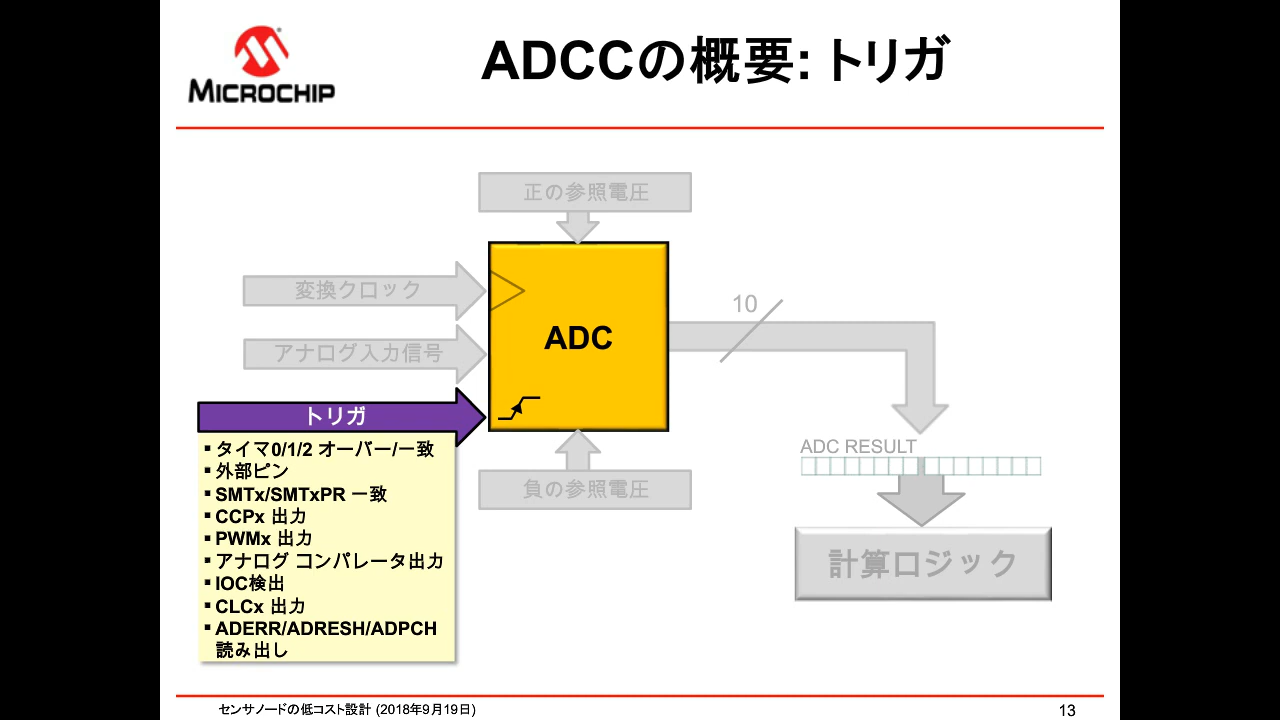 MICROCHIP
ADCCの概要: トリガ
正の参照電圧
変換クロック
アナログ入力信号
ADC
10
トリガ
▪ タイマ0/1/2 オーバー/一致
▪ 外部ピン
▪ SMTx/SMTxPR 一致
▪ CCPx 出力
▪ PWMx 出力
▪ アナログ コンパレータ出力
▪ IOC検出
▪ CLCx 出力
▪ ADERR/ADRESH/ADPCH
読み出し
負の参照電圧
ADC RESULT
計算ロジック
センサノードの低コスト設計 (2018年9月19日)
13